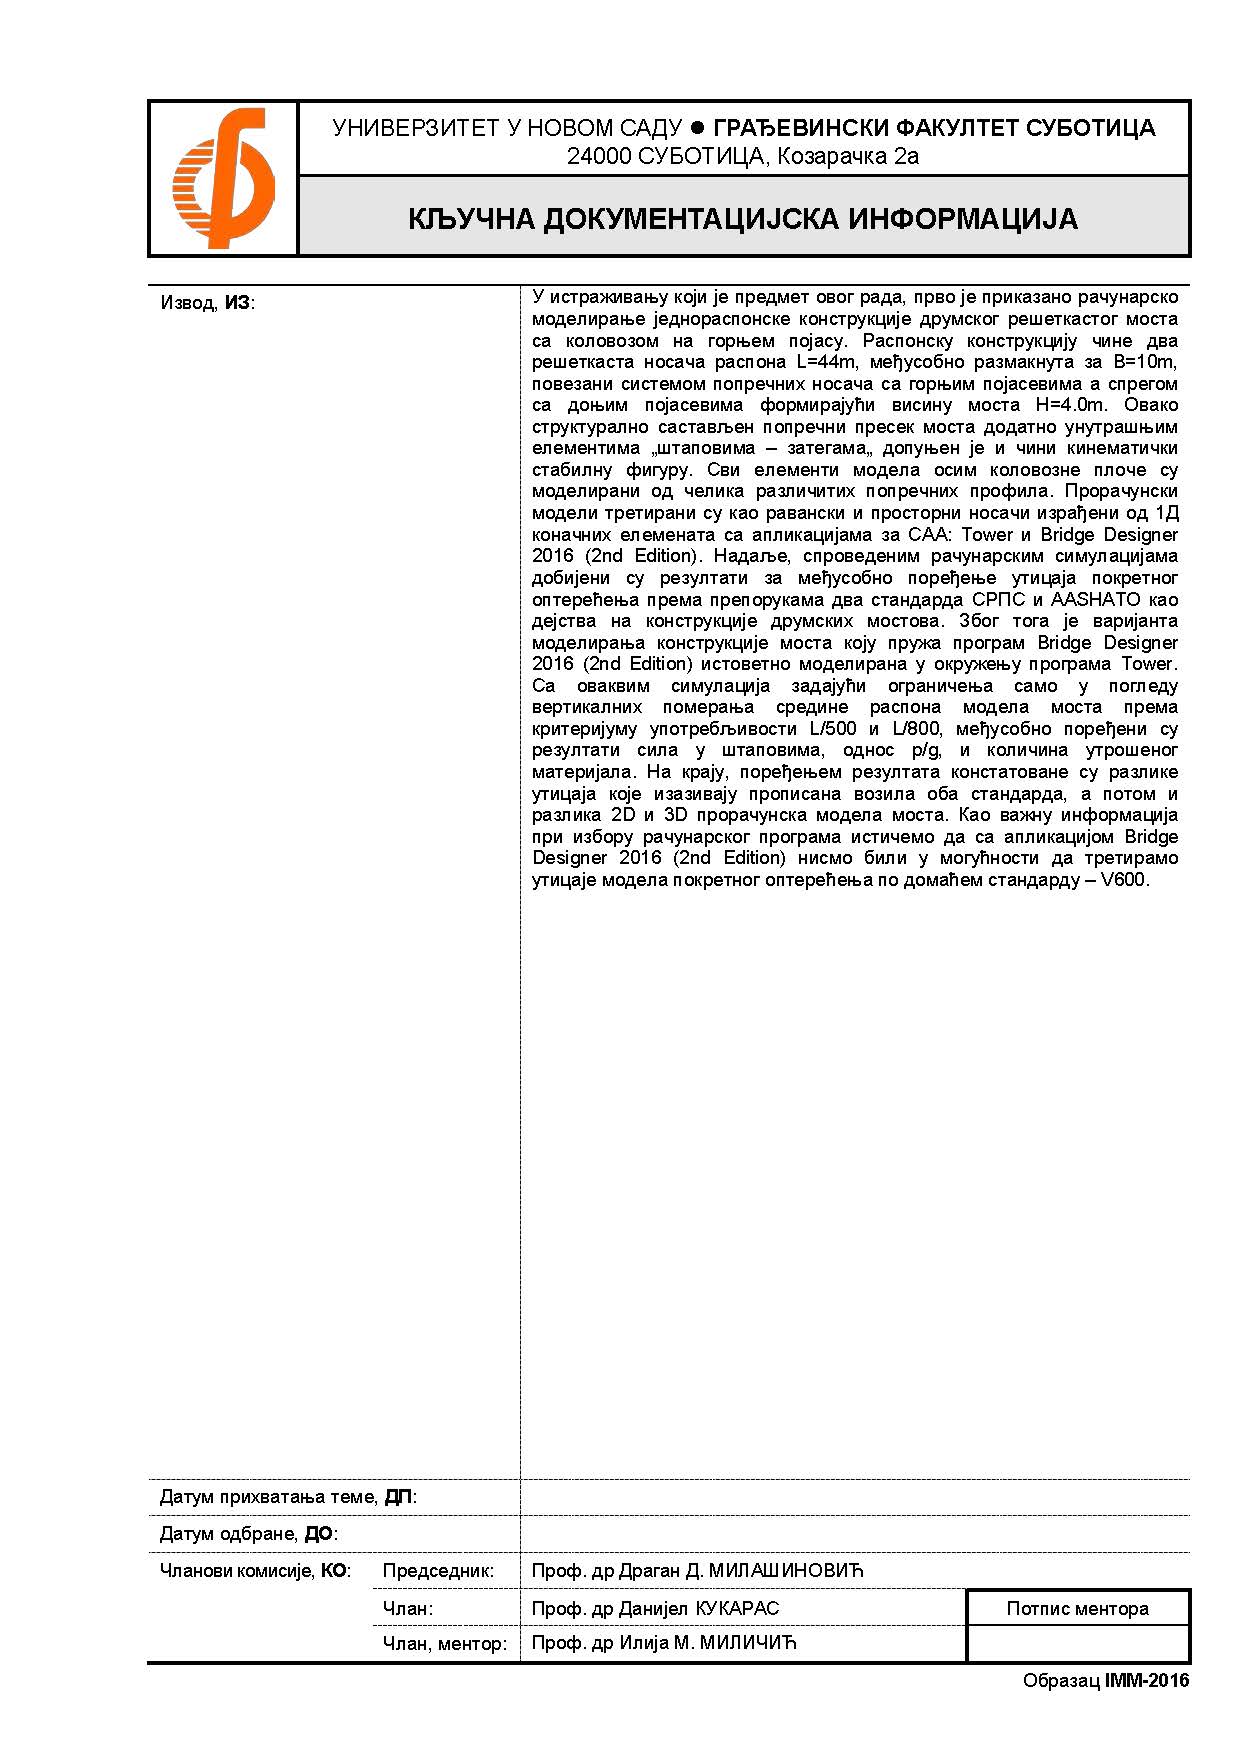 УНИВЕРЗИТЕТ У НОВОМ САДУ ● ГРАЂЕВИНСКИ ФАКУЛТЕТ СУБОТИЦА
24000 СУБОТИЦА, Козарачка 2а
КЉУЧНА ДОКУМЕНТАЦИЈСКА ИНФОРМАЦИЈА
Извод, ИЗ:
У истраживању који је предмет овог рада, прво је приказано рачунарско
моделирање једнораспонске конструкције друмског решеткастог моста
са коловозом на горњем појасу. Распонску конструкцију чине два
решеткаста носача распона L=44m, међусобно размакнута за B=10m,
повезани системом попречних носача са горњим појасевима а спрегом
са доњим појасевима формирајући висину моста H=4.0m. Овако
структурално састављен попречни пресек моста додатно унутрашњим
елементима „штаповима – затегама„ допуњен је и чини кинематички
стабилну фигуру. Сви елементи модела осим коловозне плоче су
моделирани од челика различитих попречних профила. Прорачунски
модели третирани су као равански и просторни носачи израђени од 1Д
коначних елемената са апликацијама за САА: Tower и Bridge Designer
2016 (2nd Edition). Надаље, спроведеним рачунарским симулацијама
добијени су резултати за међусобно поређење утицаја покретног
оптерећења према препорукама два стандарда СРПС и AASHATO као
дејства на конструкције друмских мостова. Због тога је варијанта
моделирања конструкције моста коју пружа програм Bridge Designer
2016 (2nd Edition) истоветно моделирана у окружењу програма Tower.
Са оваквим симулација задајући ограничења само у погледу
вертикалних померања средине распона модела моста према
критеријуму употребљивости L/500 и L/800, међусобно поређени су
резултати сила у штаповима, однос p/g, и количина утрошеног
материјала. На крају, поређењем резултата констатоване су разлике
утицаја које изазивају прописана возила оба стандарда, а потом и
разлика 2D и 3D прорачунска модела моста. Као важну информација
при избору рачунарског програма истичемо да са апликацијом Bridge
Designer 2016 (2nd Edition) нисмо били у могућности да третирамо
утицаје модела покретног оптерећења по домаћем стандарду – V600.
Датум прихватања теме, ДП:
Датум одбране, ДО:
Чланови комисије, КО: Председник: Проф. др Драган Д. МИЛАШИНОВИЋ
Члан: Проф. др Данијел КУКАРАС Потпис ментора
Члан, ментор: Проф. др Илија М. МИЛИЧИЋ
Образац IMM-2016